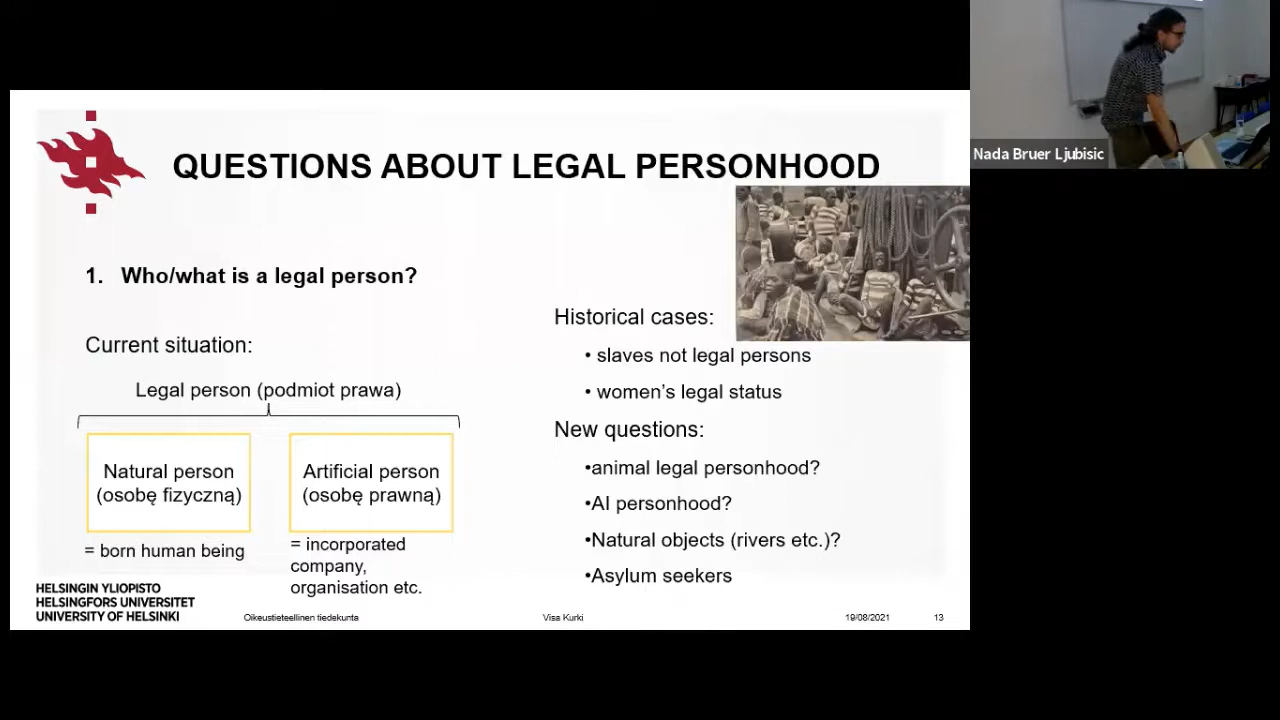 QUESTIONS ABOUT LEGAL PERSONHOOD
1. Who/what is a legal person?
Current situation:
Legal person (podmiot prawa)
Natural person
(osobę fizyczną)
= born human being
Artificial person
(osobę prawną)
= incorporated
company,
organisation etc.
Historical cases:
• slaves not legal persons
• women's legal status
New questions:
•animal legal personhood?
•AI personhood?
•Natural objects (rivers etc.)?
•Asylum seekers
HELSINGIN YLIOPISTO
HELSINGFORS UNIVERSITET
UNIVERSITY OF HELSINKI
Oikeustieteellinen tiedekunta
Visa Kurki
19/08/2021
13
Nada Bruer Ljubisic